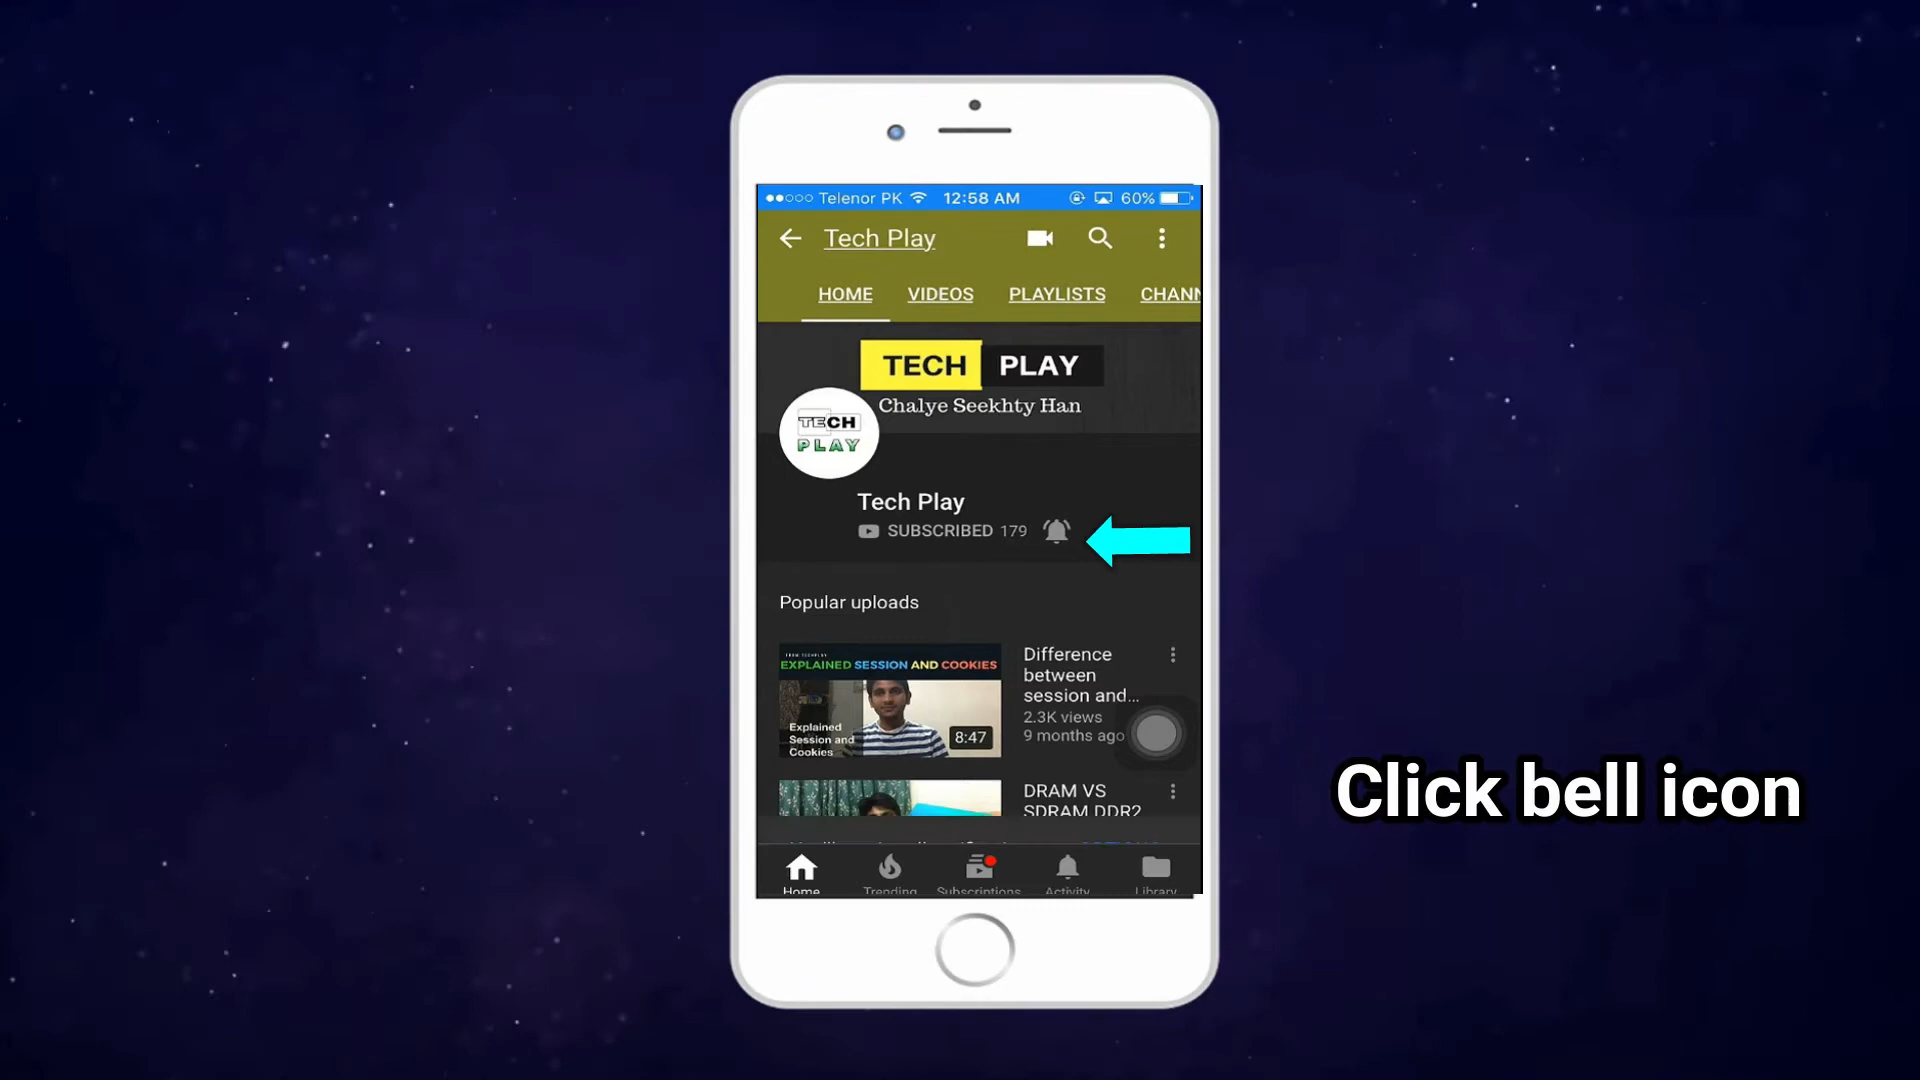 Telenor PK 12:58 AM 60%
Tech Play
HOME VIDEOS PLAYLISTS CHANN
TECH PLAY
Chalye Seekhty Han
TECH
PLAY
Tech Play
SUBSCRIBED 179
Popular uploads
EXPLAINED SESSION AND COOKIES
Explained
Session and
Cookies
8:47
Difference
between
session and...
2.3K views
9 months ago
DRAM VS
SDRAM DDR2
Home Trending Subscriptions Activity Library
Click bell icon